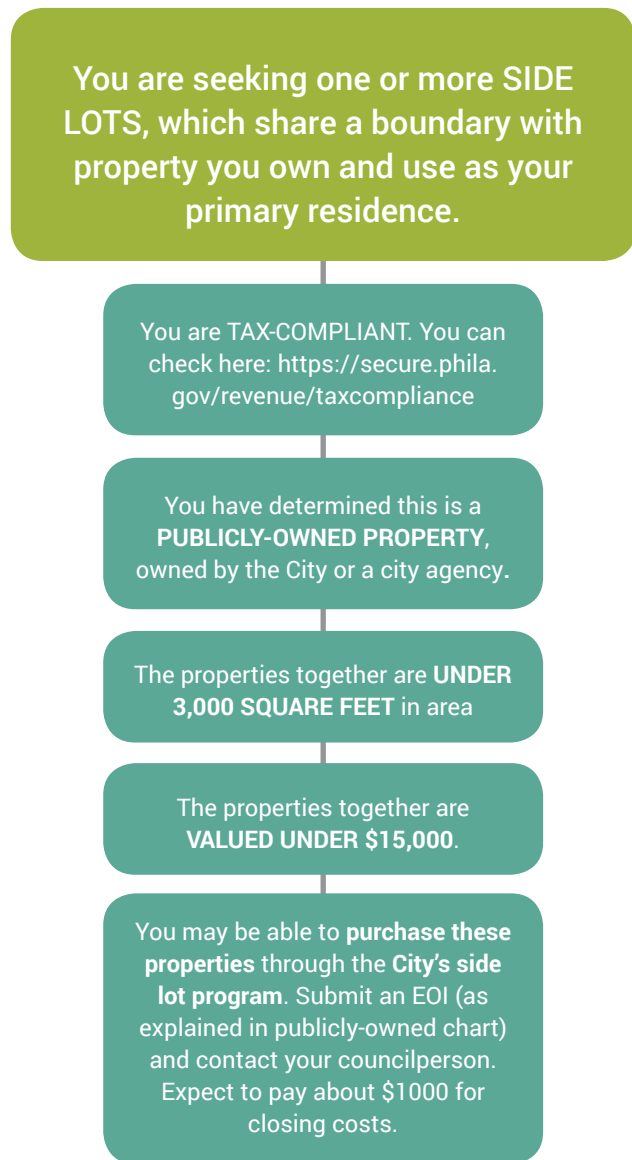 You are seeking one or more SIDE
LOTS, which share a boundary with
property you own and use as your
primary residence.
You are TAX-COMPLIANT. You can
check here: https://secure.phila.
gov/revenue/taxcompliance
You have determined this is a
PUBLICLY-OWNED PROPERTY,
owned by the City or a city agency.
The properties together are UNDER
3,000 SQUARE FEET in area
The properties together are
VALUED UNDER $15,000.
You may be able to purchase these
properties through the City's side
lot program. Submit an EOI (as
explained in publicly-owned chart)
and contact your councilperson.
Expect to pay about $1000 for
closing costs.